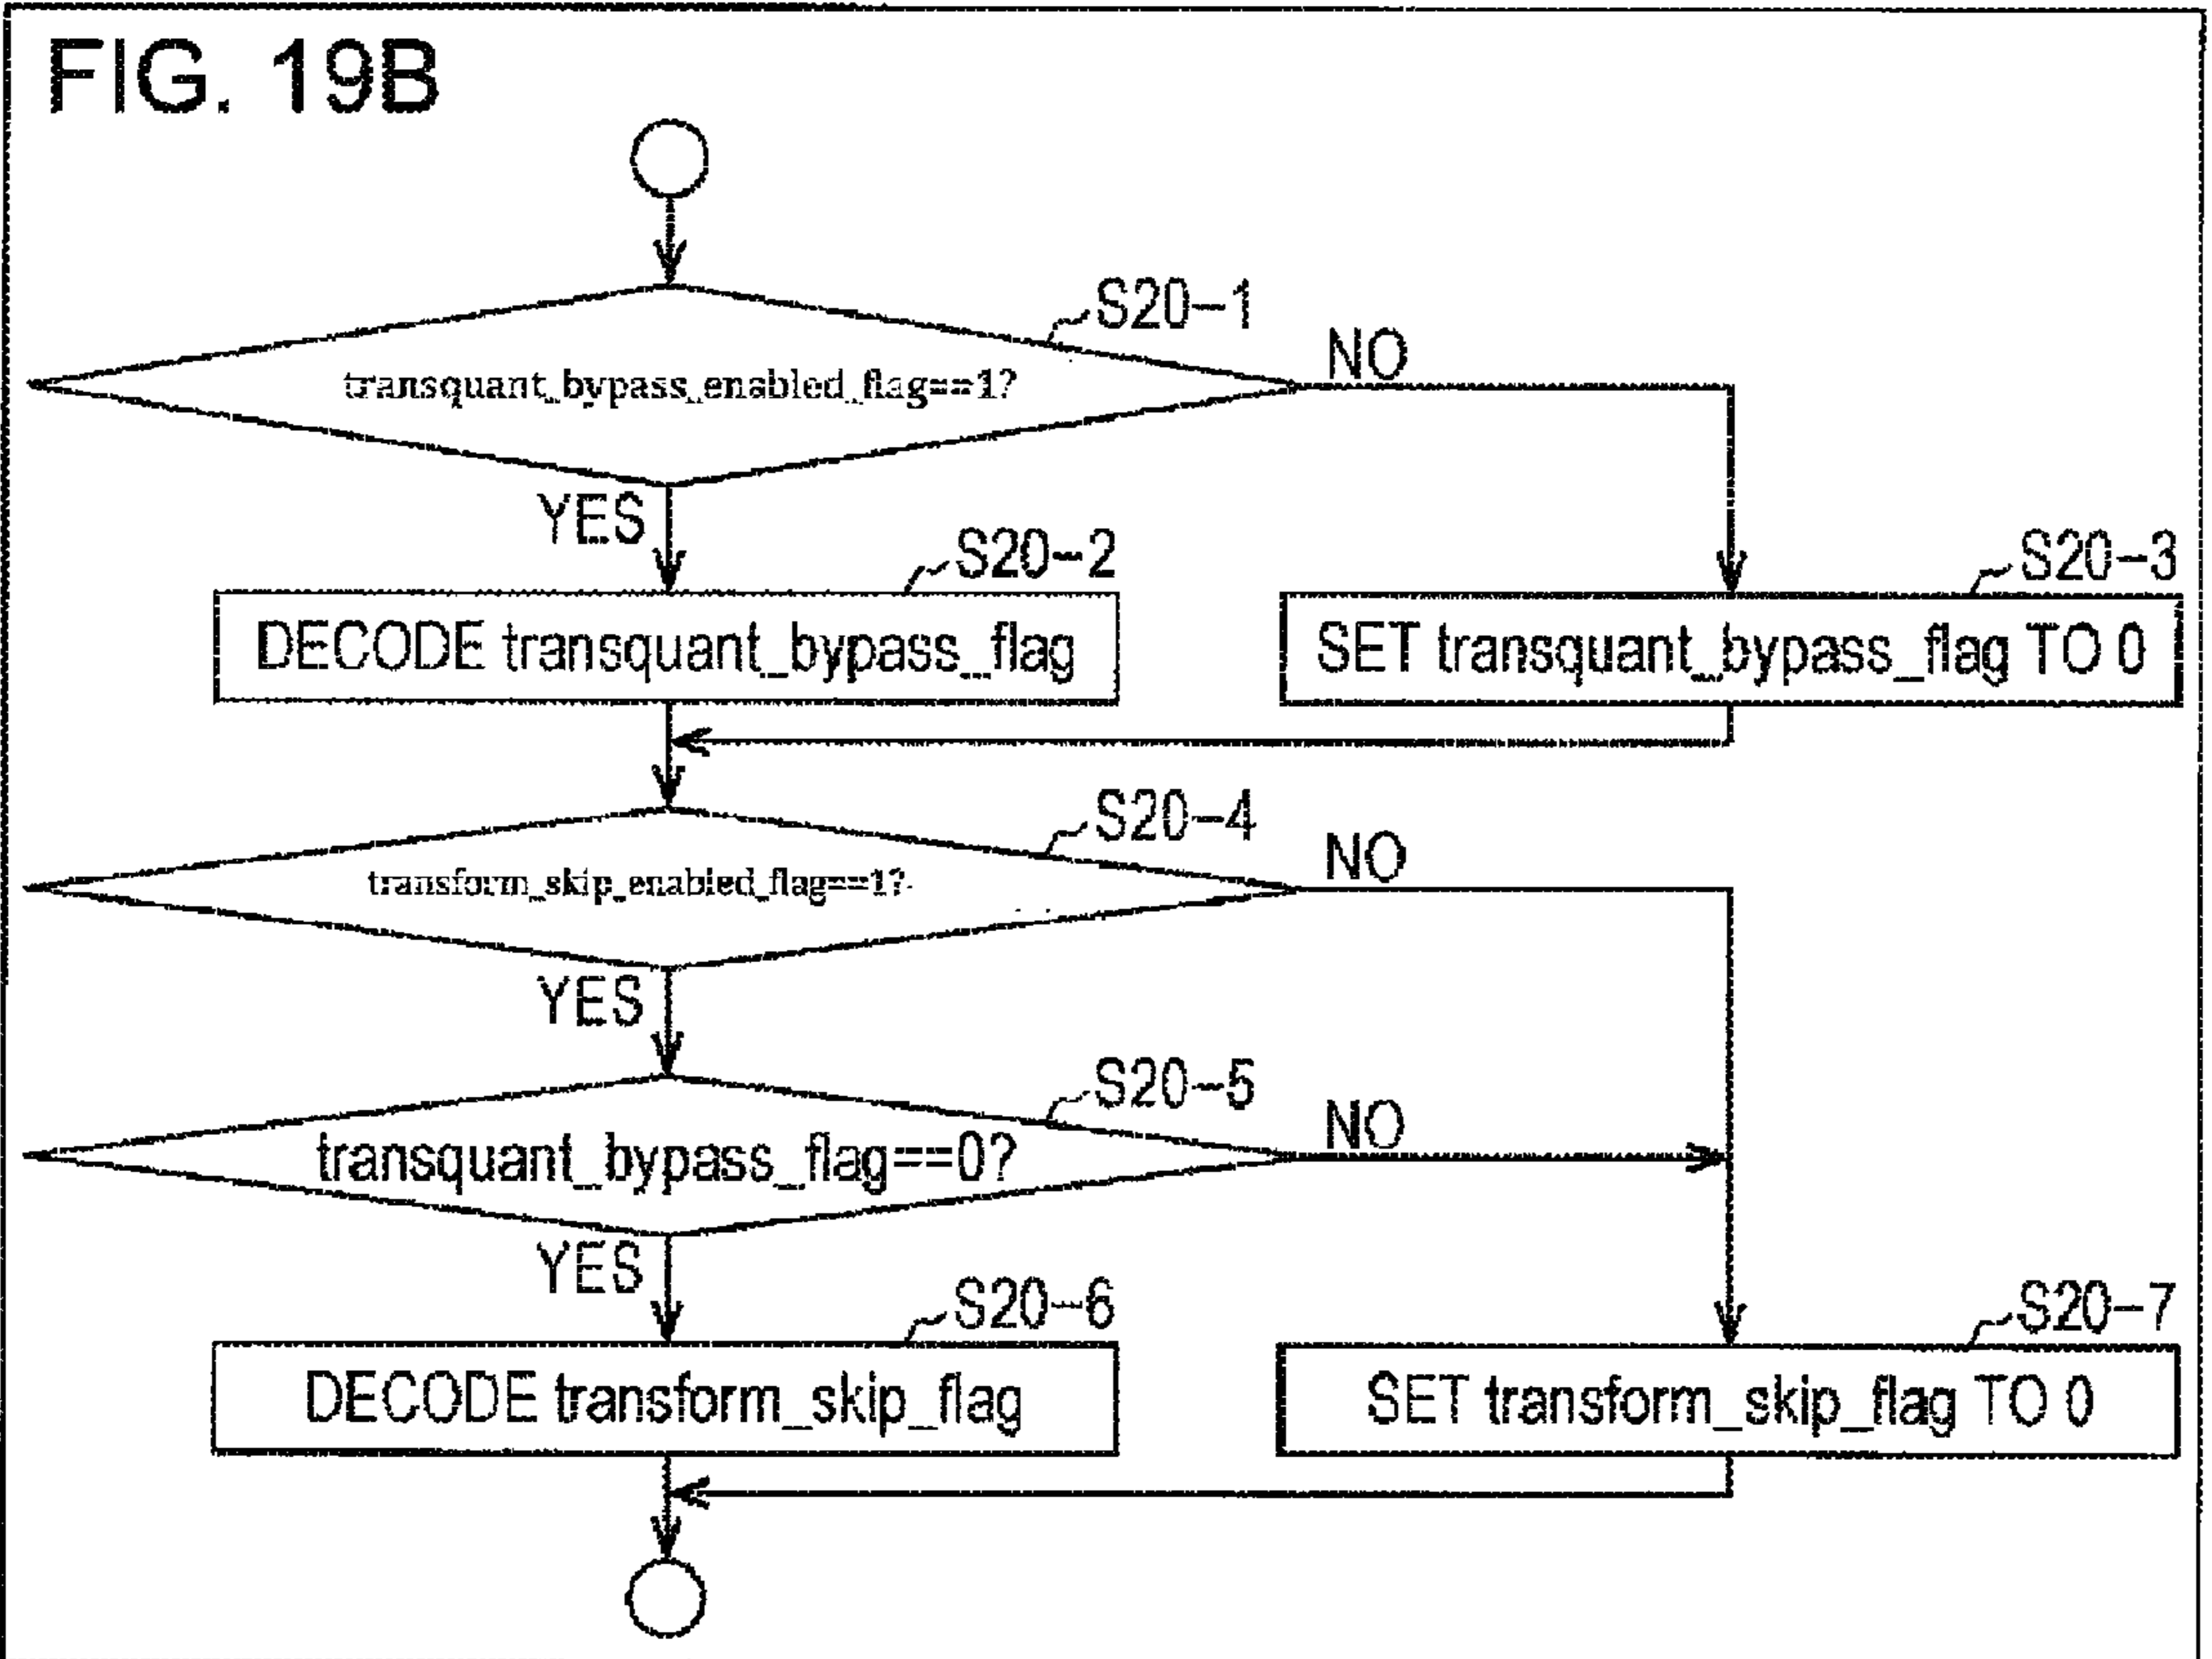 FIG. 19B
S20-1
transquant_bypass_enabled_flag==1?
NO
YES
S20-2
S20-3
DECODE transquant_bypass_flag
SET transquant_bypass_flag TO 0
S20-4
transform_skip_enabled_flag==1?
NO
YES
S20-5
transquant_bypass_flag==0?
NO
YES
S20-6
S20-7
DECODE transform_skip_flag
SET transform_skip_flag TO 0